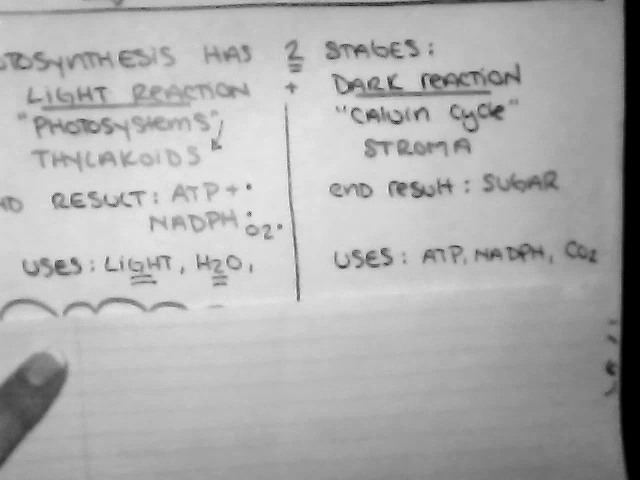 OTOSYNTHESIS HAS 2 STAGES:
LIGHT REACTION + DARK REACTION
"PHOTOSYSTEMS"/
THYLAKOIDS
RESULT: ATP +
NADPH O2.
USES: LIGHT, H2O,
"CALVIN CYCLE"
STROMA
END RESULT: SUGAR
USES: ATP, NADPH, CO2